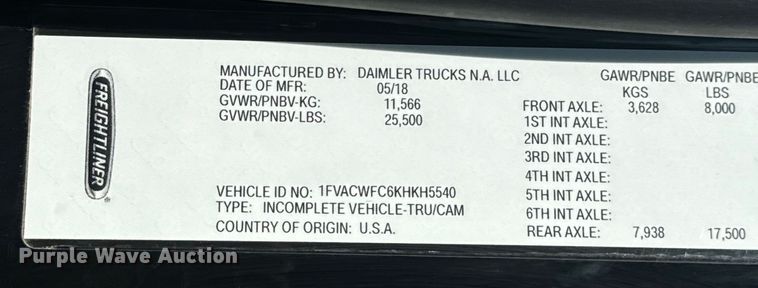 FREIGHTLINER
MANUFACTURED BY: DAIMLER TRUCKS N.A. LLC
DATE OF MFR: 05/18
GVWR/PNBV-KG: 11,566
GVWR/PNBV-LBS: 25,500
VEHICLE ID NO: 1FVACWFC6KHKH5540
TYPE: INCOMPLETE VEHICLE-TRU/CAM
COUNTRY OF ORIGIN: U.S.A.
GAWR/PNBE GAWR/PNBE
KGS LBS
FRONT AXLE: 3,628 8,000
1ST INT AXLE:
2ND INT AXLE:
3RD INT AXLE:
4TH INT AXLE:
5TH INT AXLE:
6TH INT AXLE:
REAR AXLE: 7,938 17,500
Purple Wave Auction